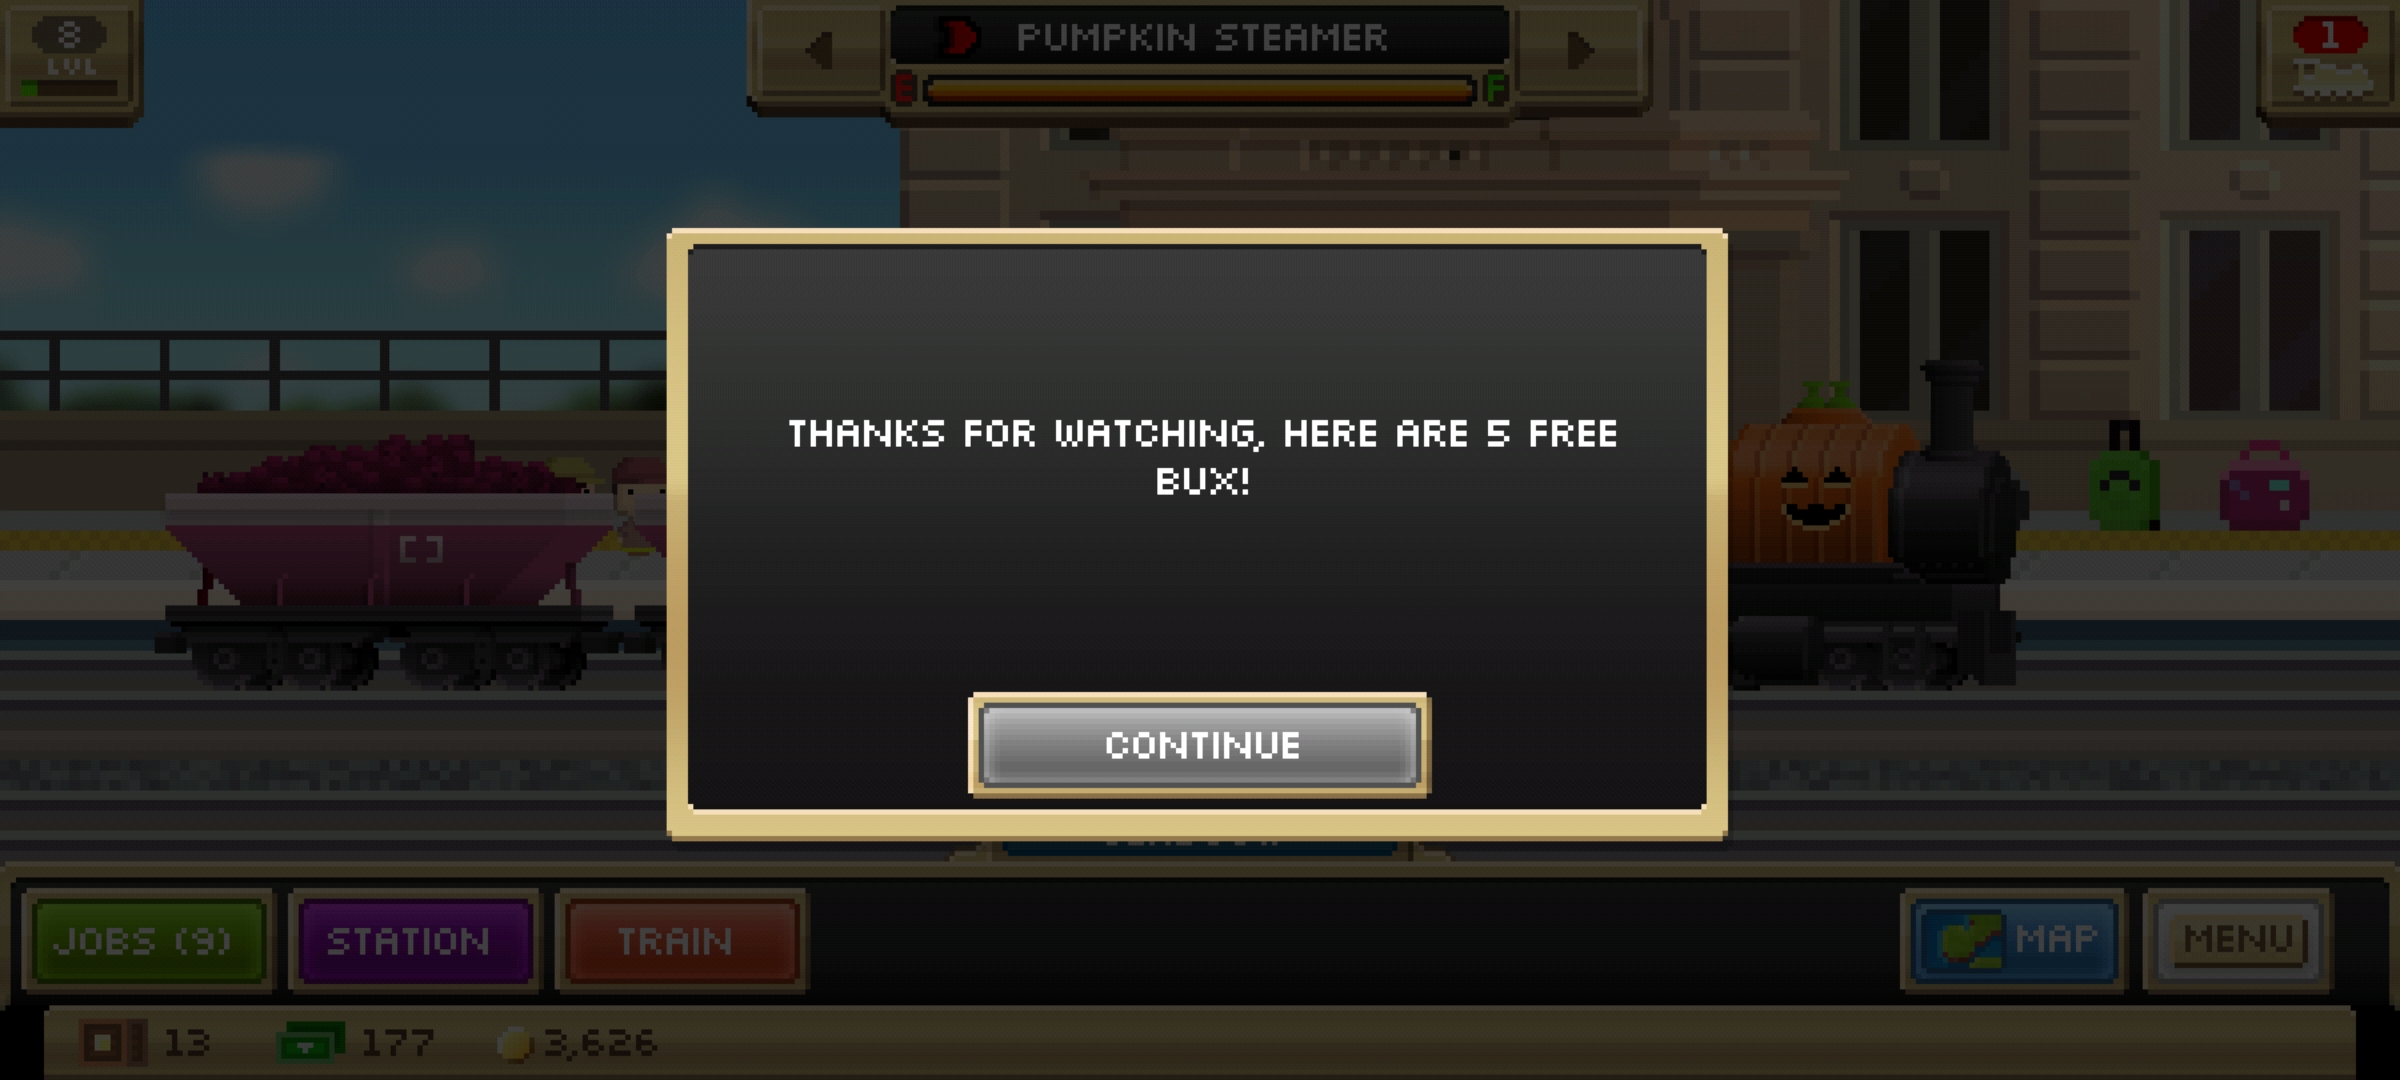 8
LVL
PUMPKIN STEAMER
E F
1
THANKS FOR WATCHING, HERE ARE 5 FREE
BUX!
CONTINUE
JOBS (9) STATION TRAIN MAP MENU
13 177 3,626